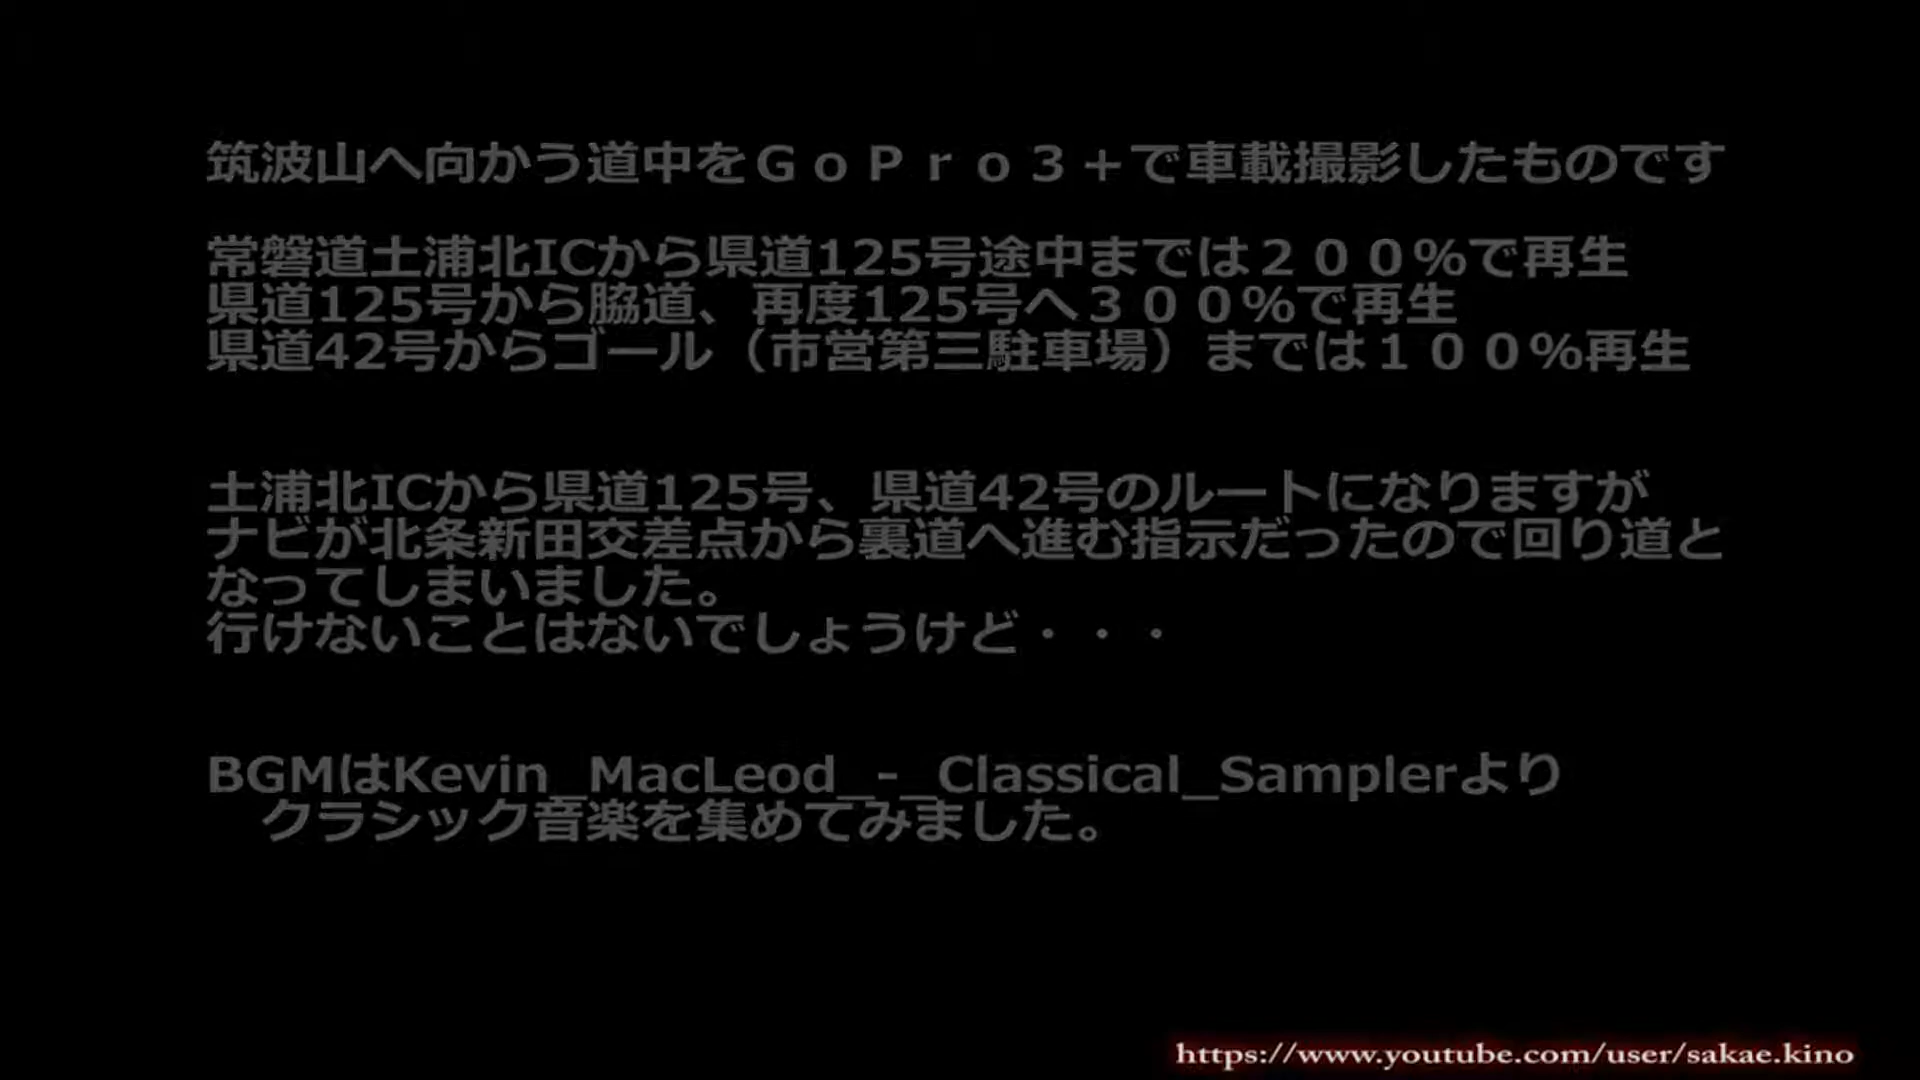 筑波山へ向かう道中をＧｏＰｒｏ３＋で車載撮影したものです
常磐道土浦北ICから県道125号途中までは２００％で再生
県道125号から脇道、再度125号へ３００％で再生
県道42号からゴール（市営第三駐車場）までは１００％再生
土浦北ICから県道125号、県道42号のルートになりますが
ナビが北条新田交差点から裏道へ進む指示だったので回り道と
なってしまいました。
行けないことはないでしょうけど・・・
BGMはKevin_MacLeod_-_Classical_Samplerより
クラシック音楽を集めてみました。
https://www.youtube.com/user/sakae.kino